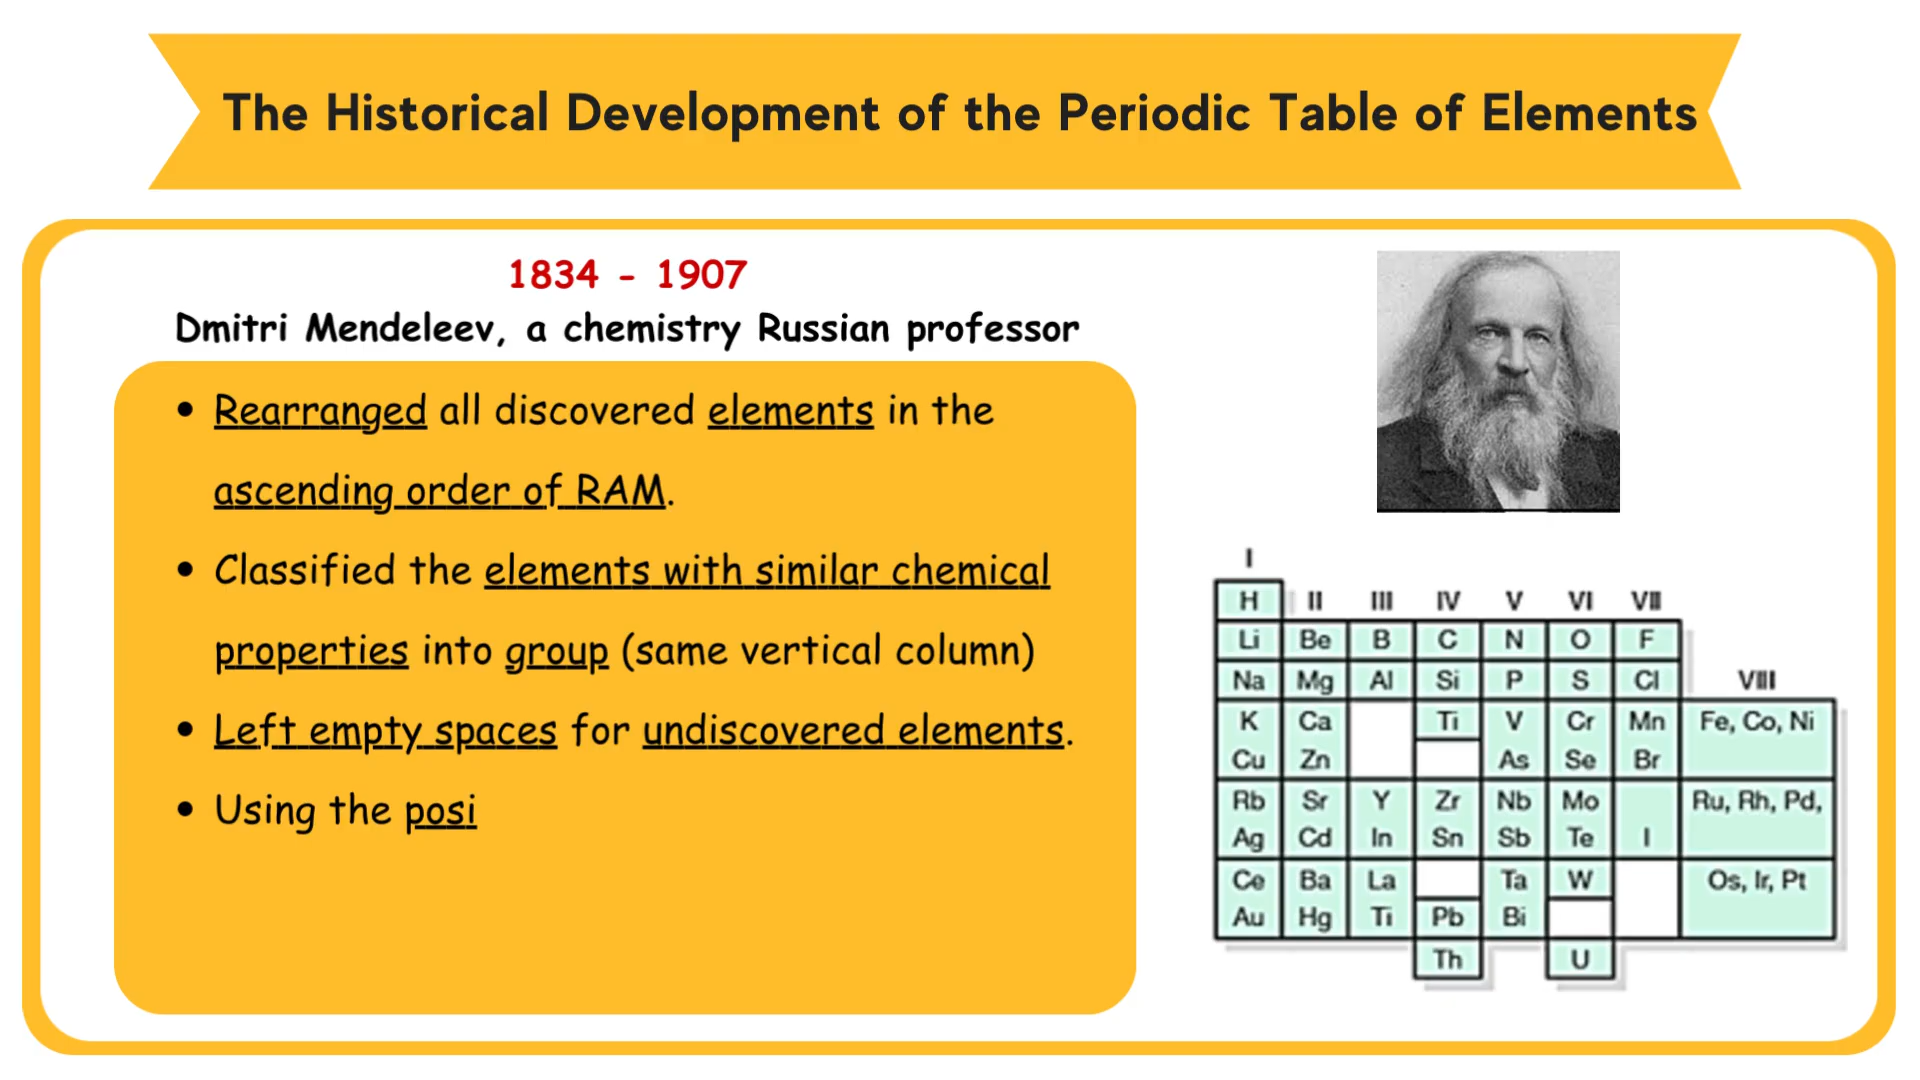 The Historical Development of the Periodic Table of Elements
1834 - 1907
Dmitri Mendeleev, a chemistry Russian professor
• Rearranged all discovered elements in the
ascending order of RAM.
• Classified the elements with similar chemical
properties into group (same vertical column)
• Left empty spaces for undiscovered elements.
• Using the posi
I
H II III IV V VI VII
Li Be B C N O F
Na Mg Al Si P S Cl VIII
K Ca Ti V Cr Mn Fe, Co, Ni
Cu Zn As Se Br
Rb Sr Y Zr Nb Mo Ru, Rh, Pd,
Ag Cd In Sn Sb Te I
Ce Ba La Ta W Os, Ir, Pt
Au Hg Ti Pb Bi
Th U